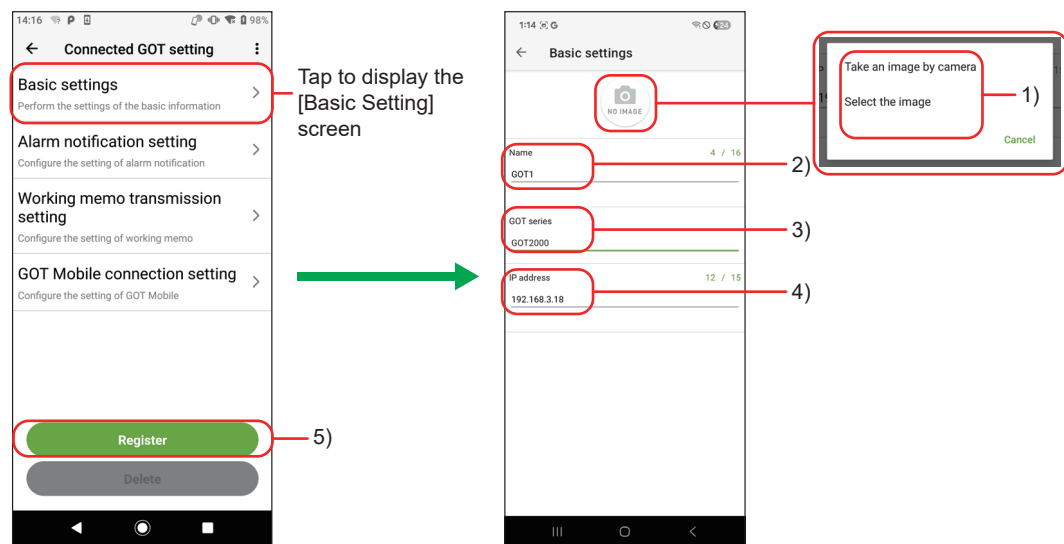 14:16
98%
Connected GOT setting
Basic settings
Perform the settings of the basic information
Alarm notification setting
Configure the setting of alarm notification
Working memo transmission
setting
Configure the setting of working memo
GOT Mobile connection setting
Configure the setting of GOT Mobile
Register
Delete
5)
Tap to display the
[Basic Setting]
screen
1:14
G
Basic settings
NO IMAGE
Name
4 / 16
GOT1
2)
GOT series
GOT2000
3)
IP address
12 / 15
192.168.3.18
4)
Take an image by camera
Select the image
Cancel
1)